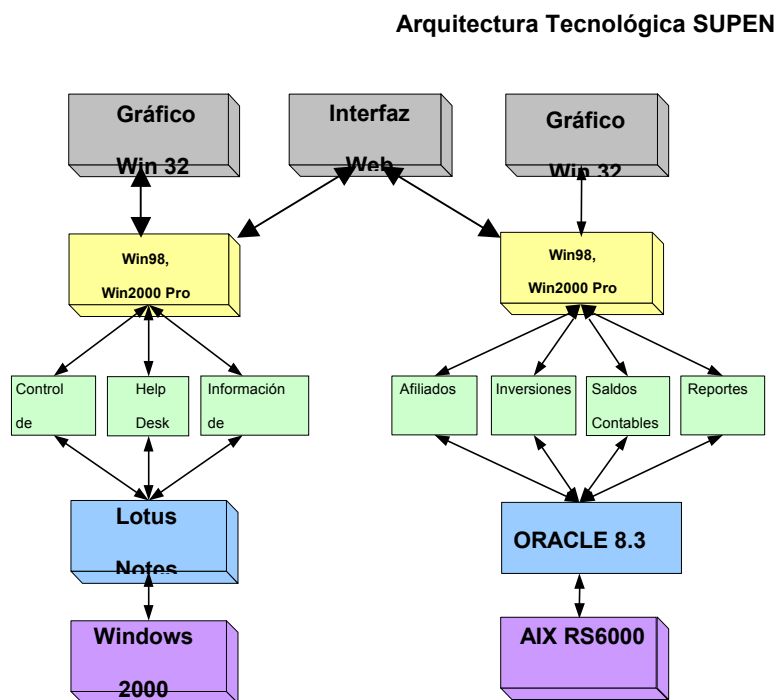 Arquitectura Tecnológica SUPEN
Gráfico
Win 32
Interfaz
Web
Gráfico
Win 32
Win98,
Win2000 Pro
Win98,
Win2000 Pro
Control
de
Help
Desk
Información
de
Afiliados
Inversiones
Saldos
Contables
Reportes
Lotus
Notes
ORACLE 8.3
Windows
2000
AIX RS6000